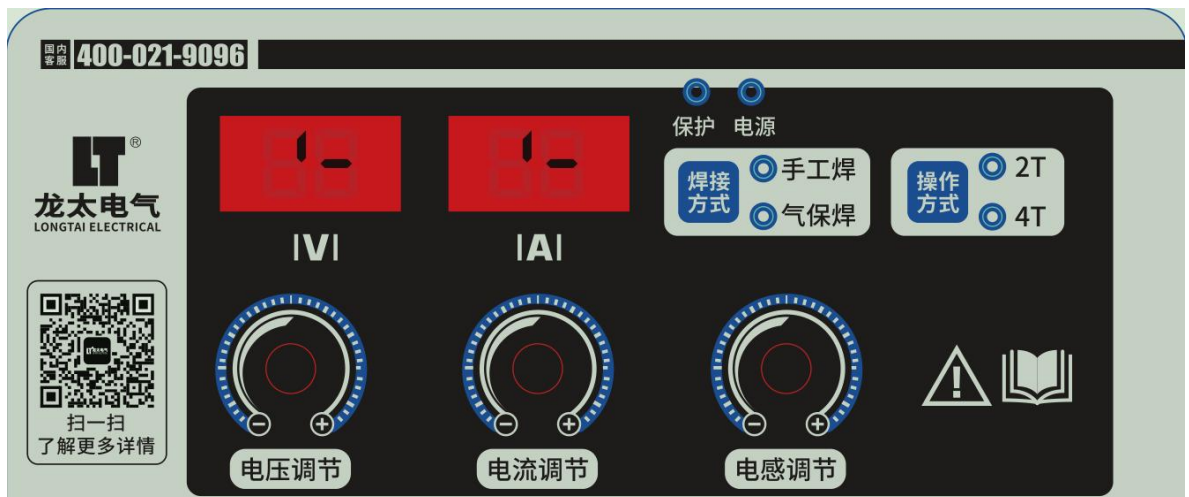 国内
客服
400-021-9096
LT®
龙太电气
LONGTAI ELECTRICAL
扫一扫
了解更多详情
保护
电源
焊接
方式
手工焊
气保焊
操作
方式
2T
4T
|V|
|A|
电压调节
电流调节
电感调节